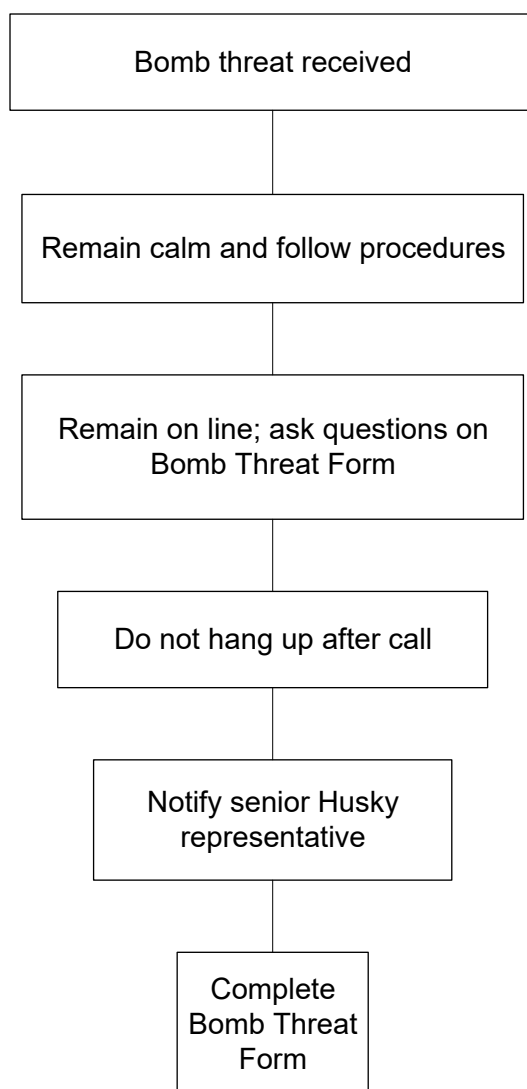 Bomb threat received
Remain calm and follow procedures
Remain on line; ask questions on
Bomb Threat Form
Do not hang up after call
Notify senior Husky
representative
Complete
Bomb Threat
Form